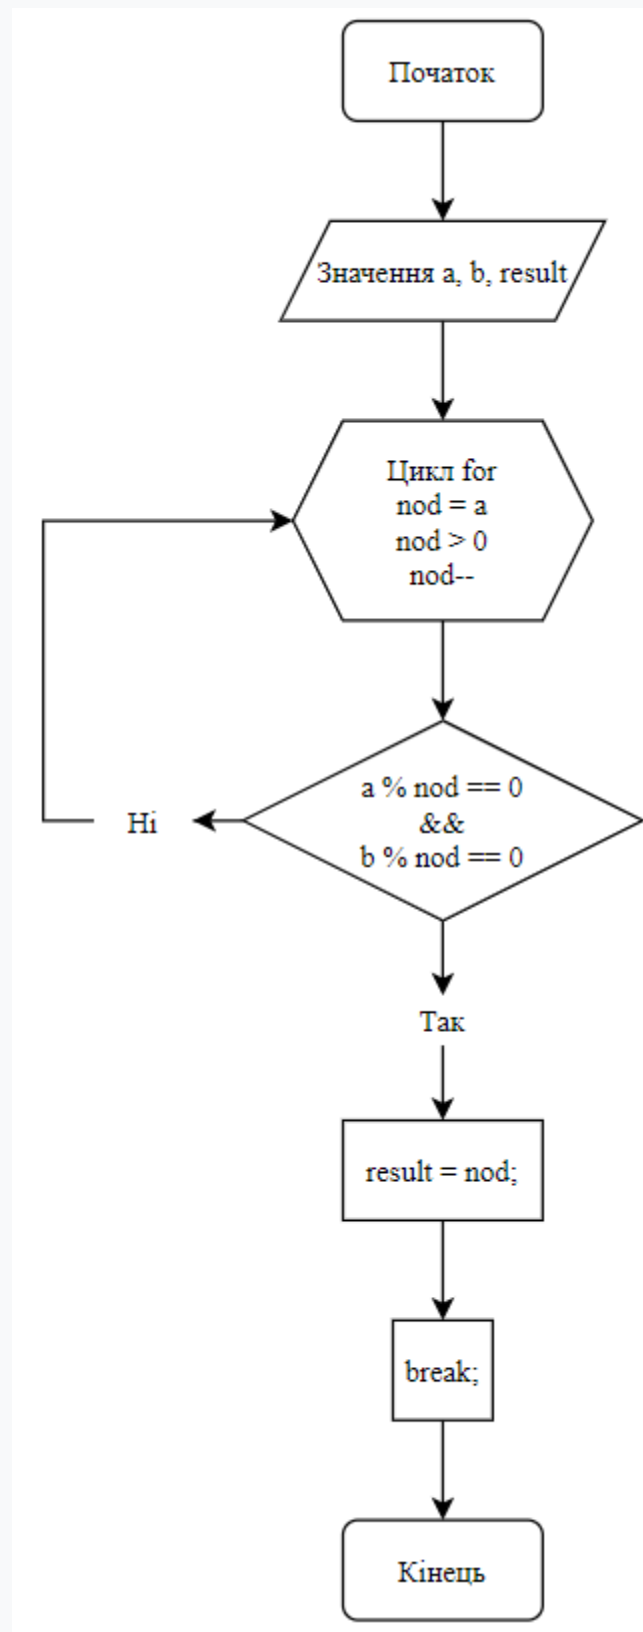 Початок
Значення a, b, result
Цикл for
nod = a
nod > 0
nod--
a % nod == 0
&&
b % nod == 0
Ні
Так
result = nod;
break;
Кінець